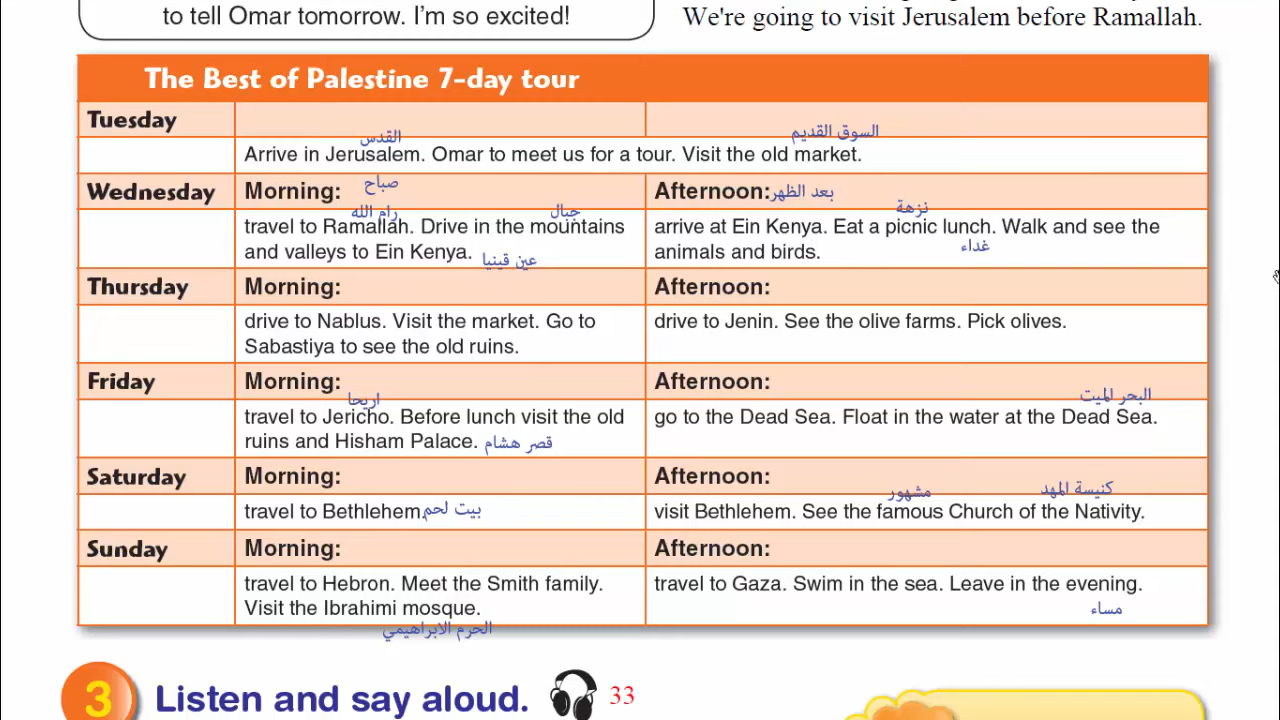 to tell Omar tomorrow. I'm so excited!
We're going to visit Jerusalem before Ramallah.
The Best of Palestine 7-day tour
Tuesday
القدس
السوق القديم
Arrive in Jerusalem. Omar to meet us for a tour. Visit the old market.
Wednesday
Morning: صباح
Afternoon: بعد الظهر
رام الله
جبال
travel to Ramallah. Drive in the mountains
and valleys to Ein Kenya. عين قينيا
نزهة
arrive at Ein Kenya. Eat a picnic lunch. Walk and see the
غداء
animals and birds.
Thursday
Morning:
Afternoon:
drive to Nablus. Visit the market. Go to
Sabastiya to see the old ruins.
drive to Jenin. See the olive farms. Pick olives.
Friday
Morning:
Afternoon:
اريحا
travel to Jericho. Before lunch visit the old
ruins and Hisham Palace. قصر هشام
البحر الميت
go to the Dead Sea. Float in the water at the Dead Sea.
Saturday
Morning:
Afternoon:
travel to Bethlehem. بيت لحم
مشهور
كنيسة المهد
visit Bethlehem. See the famous Church of the Nativity.
Sunday
Morning:
Afternoon:
travel to Hebron. Meet the Smith family.
Visit the Ibrahimi mosque.
الحرم الابراهيمي
travel to Gaza. Swim in the sea. Leave in the evening.
مساء
3 Listen and say aloud. 33